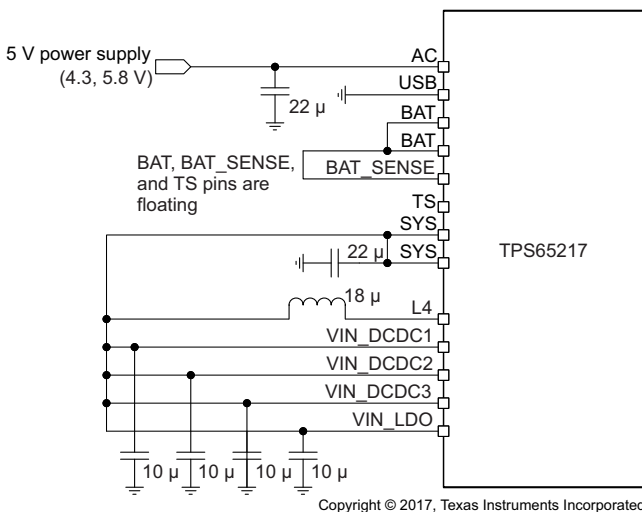 5 V power supply
(4.3, 5.8 V)
AC
USB
22 µ
BAT
BAT
BAT_SENSE
BAT, BAT_SENSE,
and TS pins are
floating
TS
SYS
22 µ
SYS
TPS65217
18 µ
L4
VIN_DCDC1
VIN_DCDC2
VIN_DCDC3
VIN_LDO
10 µ
10 µ
10 µ
10 µ
Copyright © 2017, Texas Instruments Incorporated